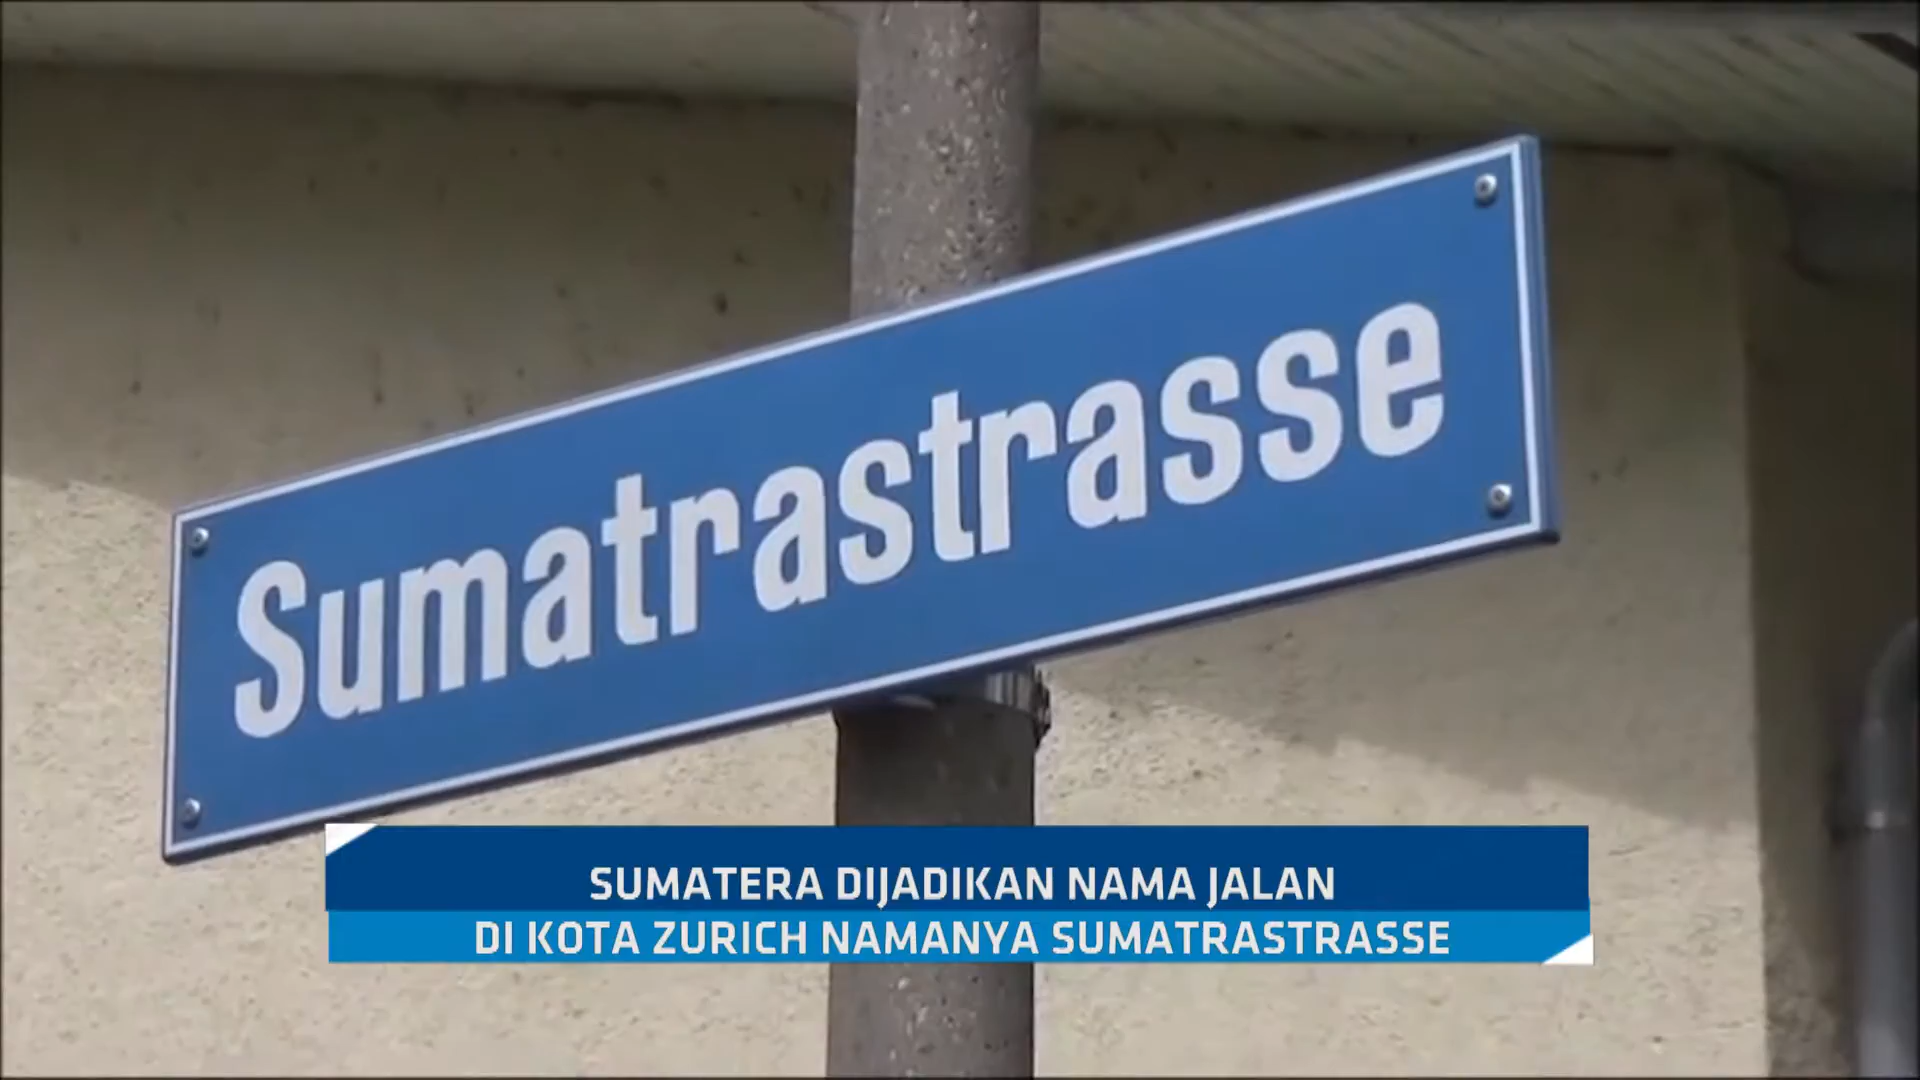 Sumatrastrasse
SUMATERA DIJADIKAN NAMA JALAN
DI KOTA ZURICH NAMANYA SUMATRASTRASSE